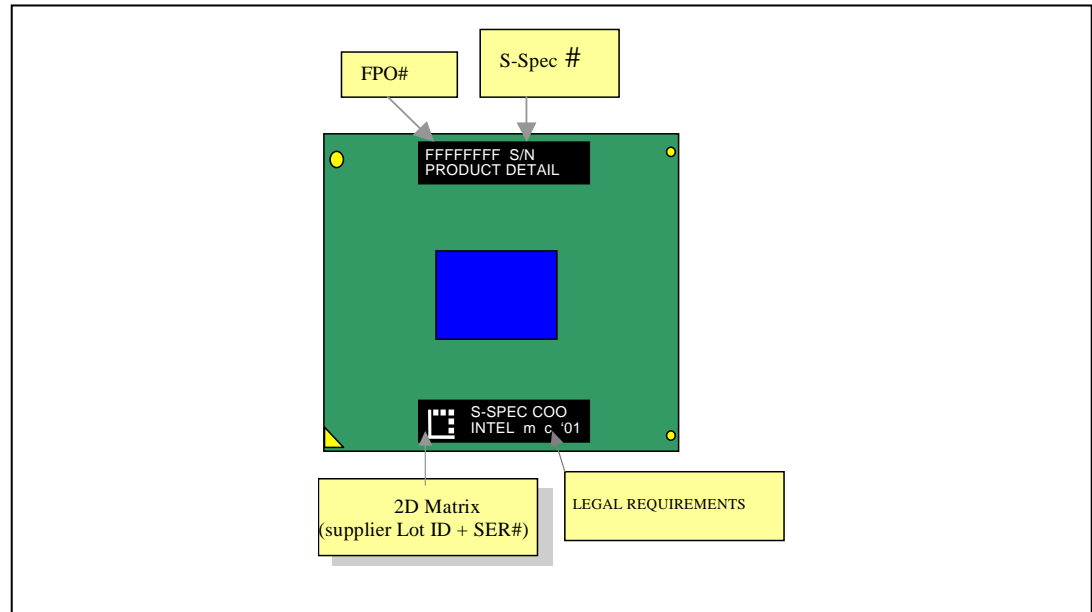 FPO#
S-Spec #
FFFFFFFF S/N
PRODUCT DETAIL
S-SPEC COO
INTEL m c '01
2D Matrix
(supplier Lot ID + SER#)
LEGAL REQUIREMENTS